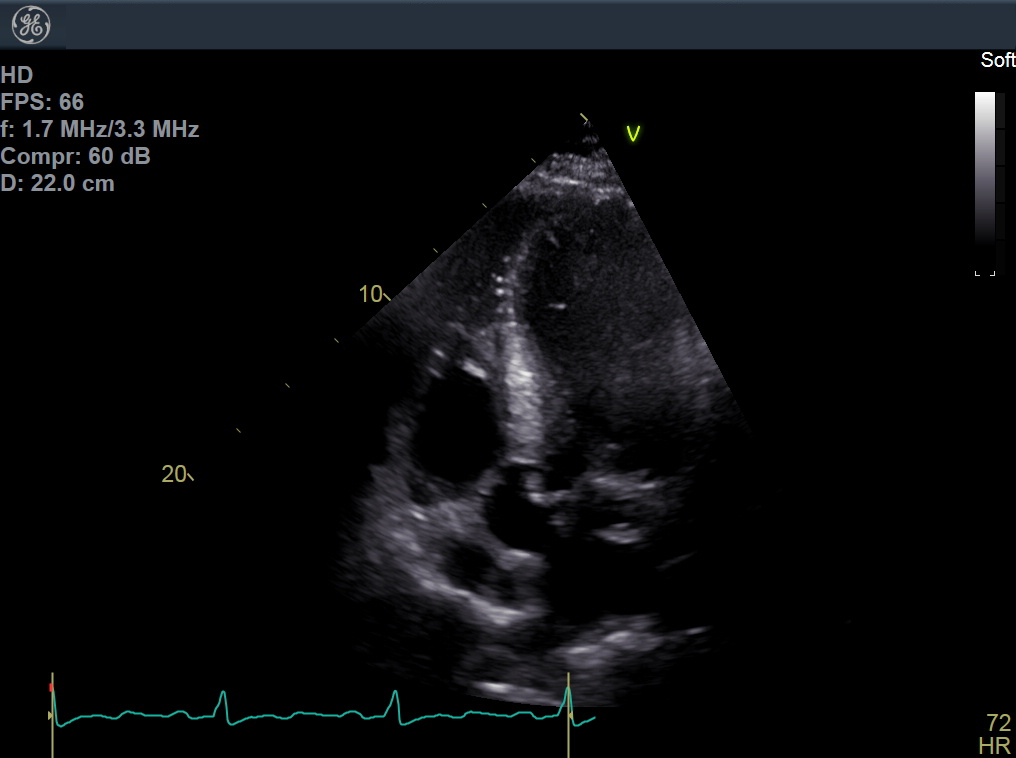 GE
Soft
HD
FPS: 66
f: 1.7 MHz/3.3 MHz
Compr: 60 dB
D: 22.0 cm
V
10
20
72
HR